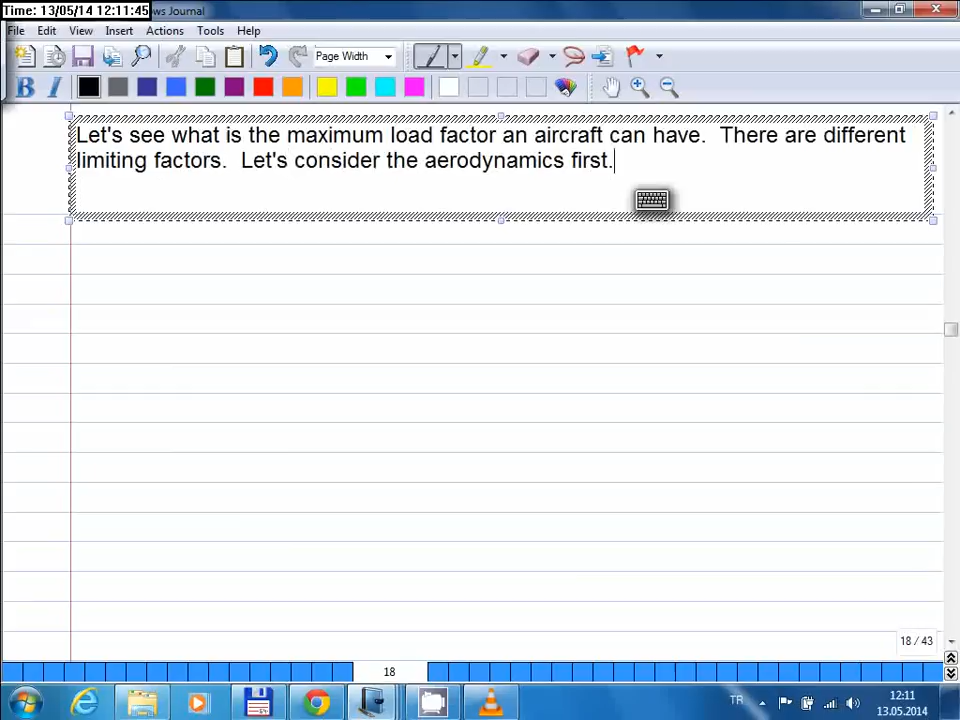 Time: 13/05/14 12:11:45 ows Journal
File Edit View Insert Actions Tools Help
Page Width
B I
Let's see what is the maximum load factor an aircraft can have. There are different
limiting factors. Let's consider the aerodynamics first.
18 / 43
18
TR 12:11
13.05.2014